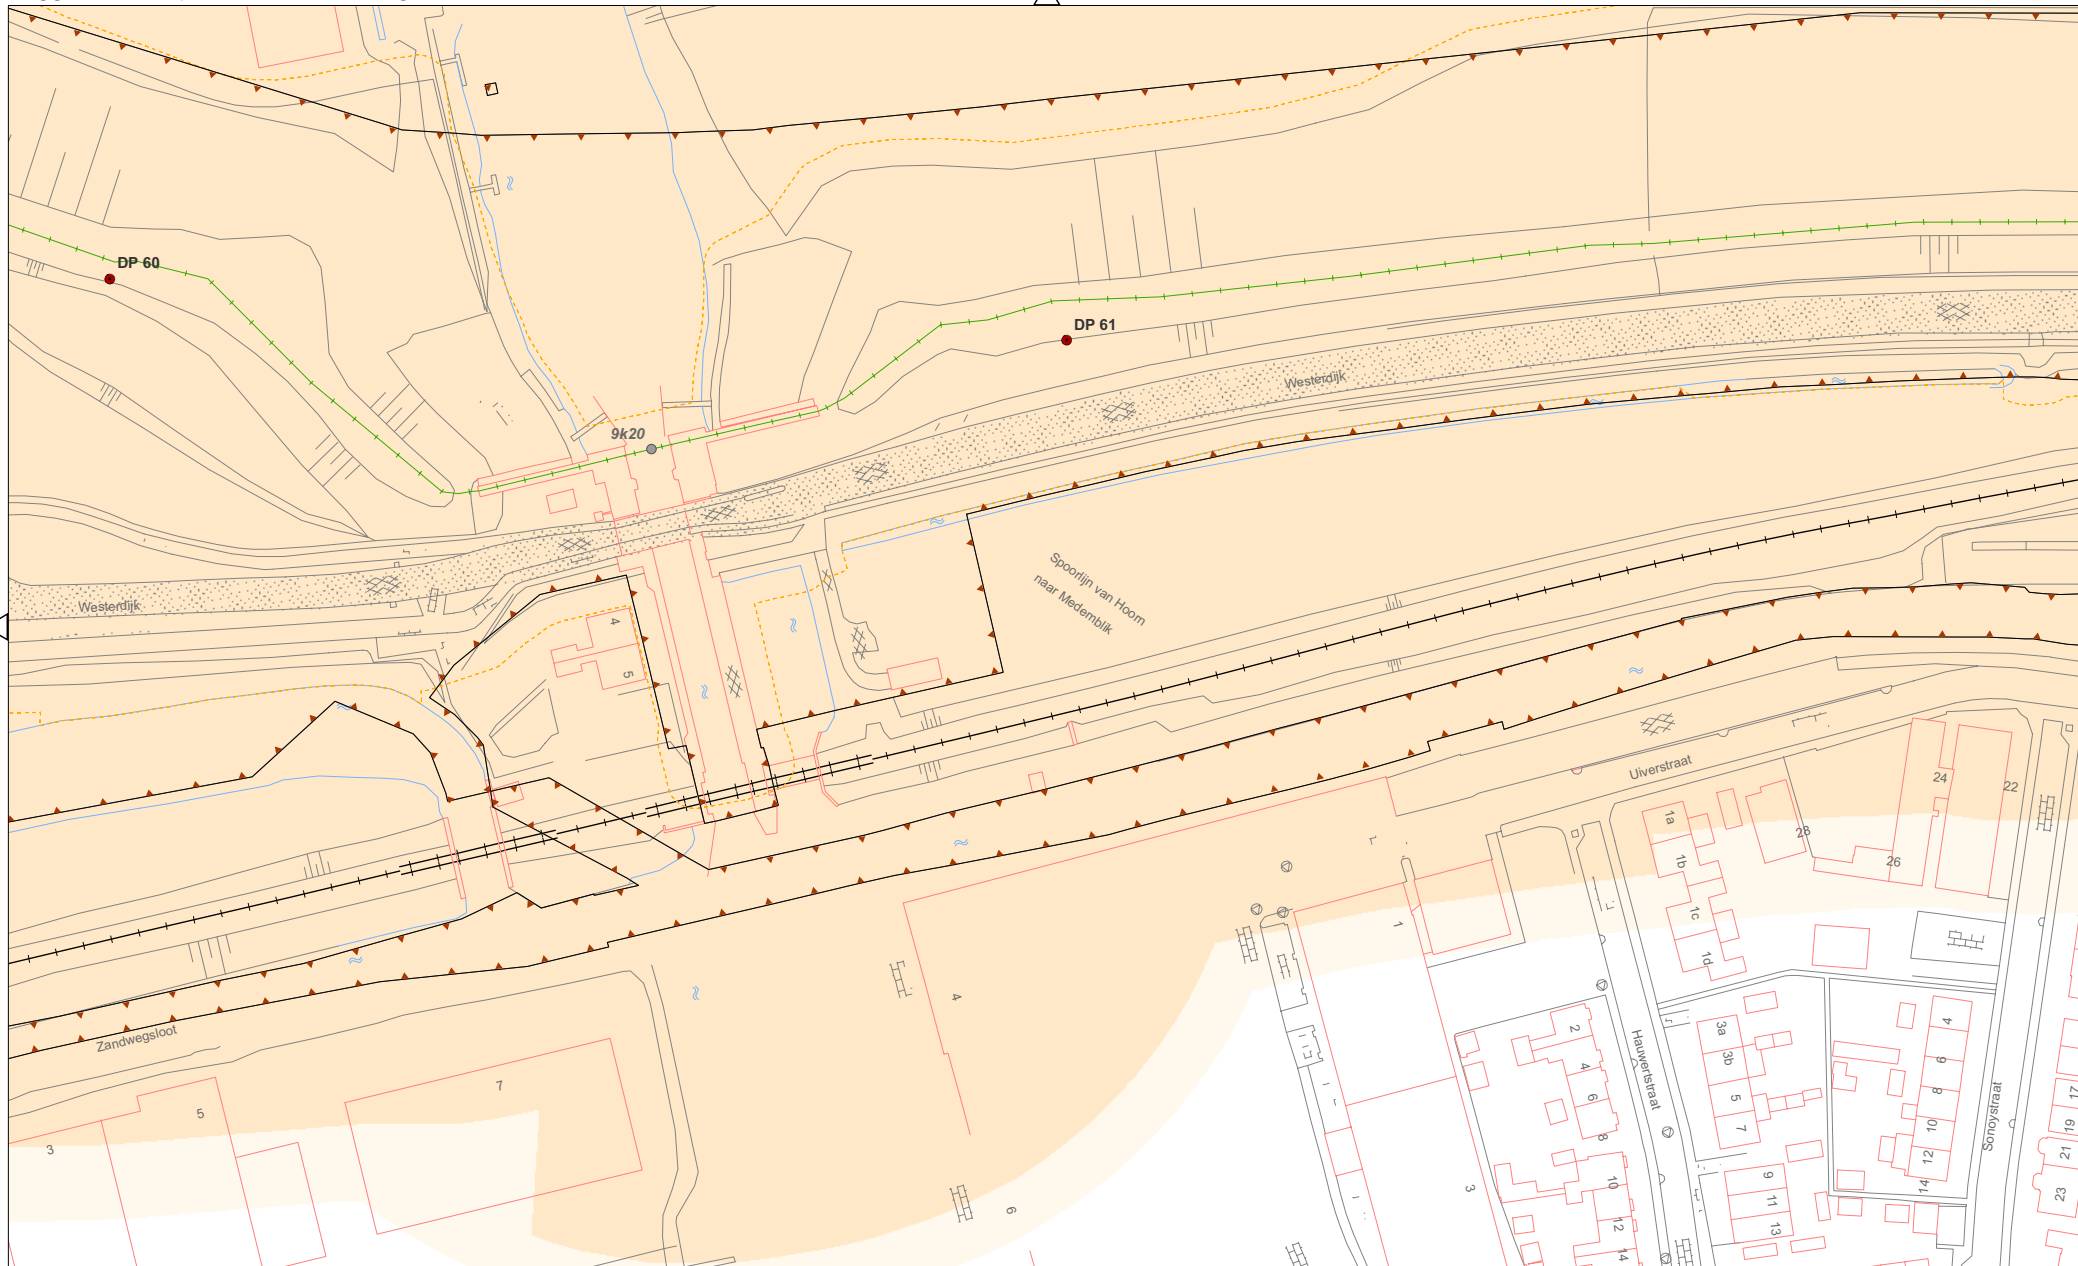 DP 60
DP 61
9k20
Westerdijk
Westerdijk
Spoorlijn van Hoorn
naar Medemblik
4
5
Uiverstraat
24
22
28
26
1a
1b
1c
1d
1
4
Zandwegsloot
7
5
3
6
3
2
4
6
8
10
12
14
Hauwertstraat
3a
3b
5
7
9
11
13
4
6
8
10
12
14
Sonoystraat
17
19
21
23